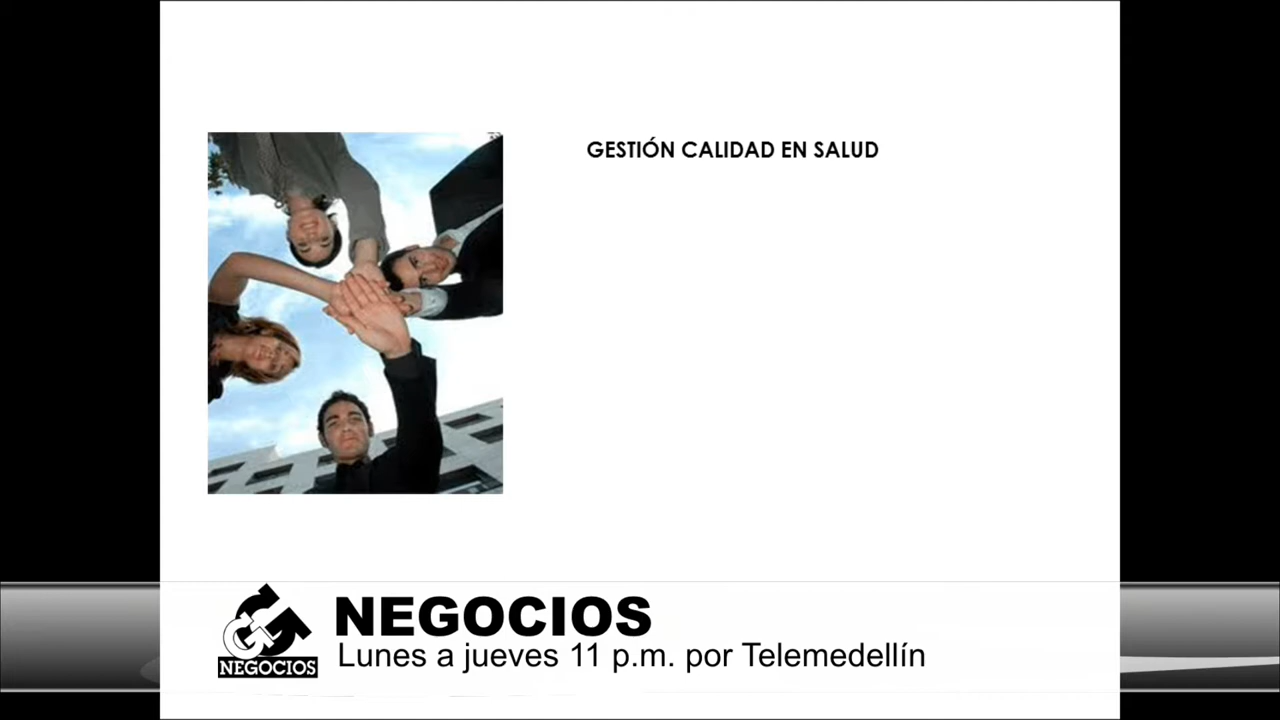 GESTIÓN CALIDAD EN SALUD
NEGOCIOS
NEGOCIOS
Lunes a jueves 11 p.m. por Telemedellín